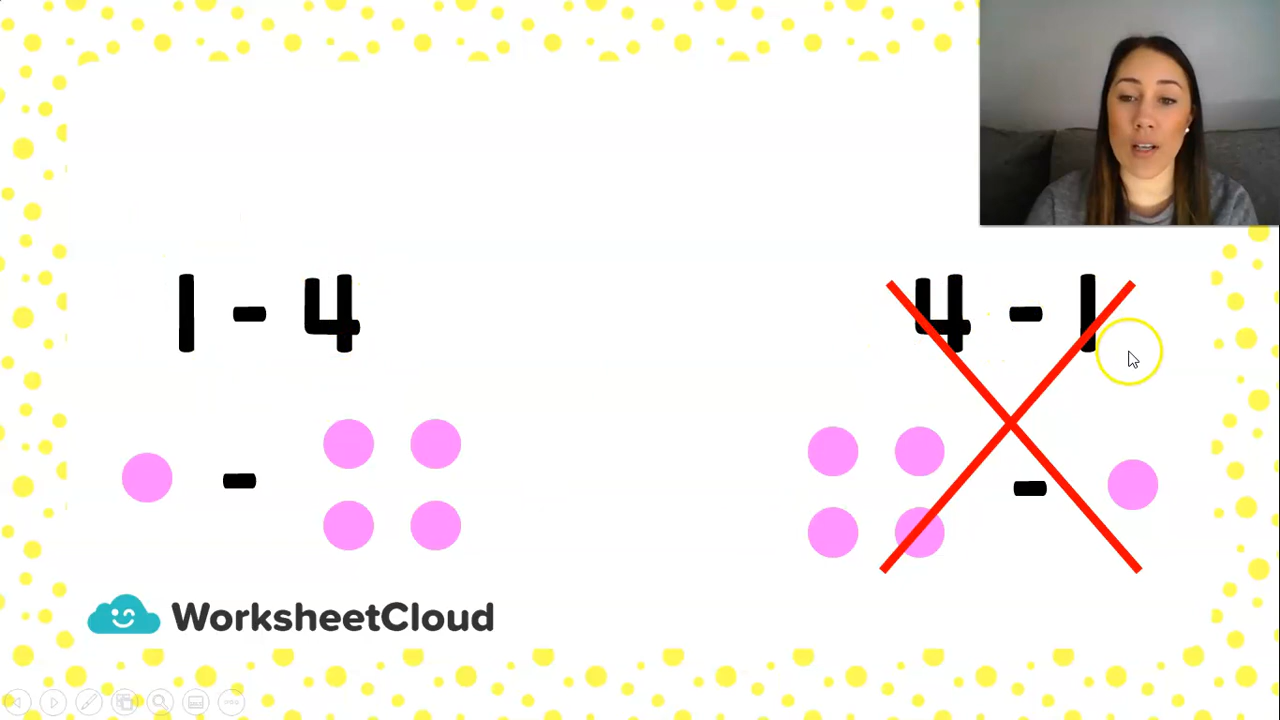 1 - 4
4 - 1
-
-
WorksheetCloud